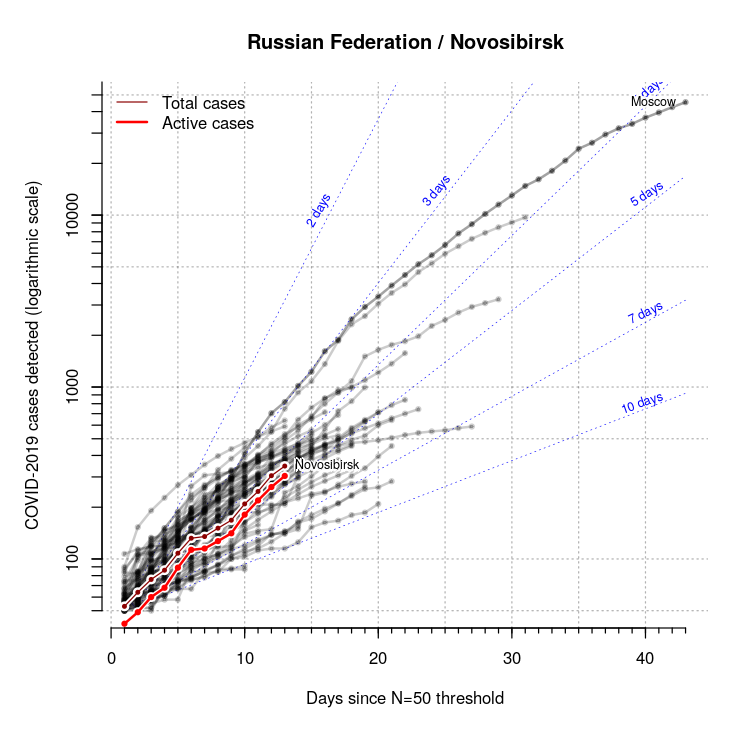 Russian Federation / Novosibirsk
Total cases
Active cases
2 days
3 days
days
Moscow
5 days
7 days
10 days
Novosibirsk
COVID-2019 cases detected (logarithmic scale)
10000
1000
100
0
10
20
30
40
Days since N=50 threshold